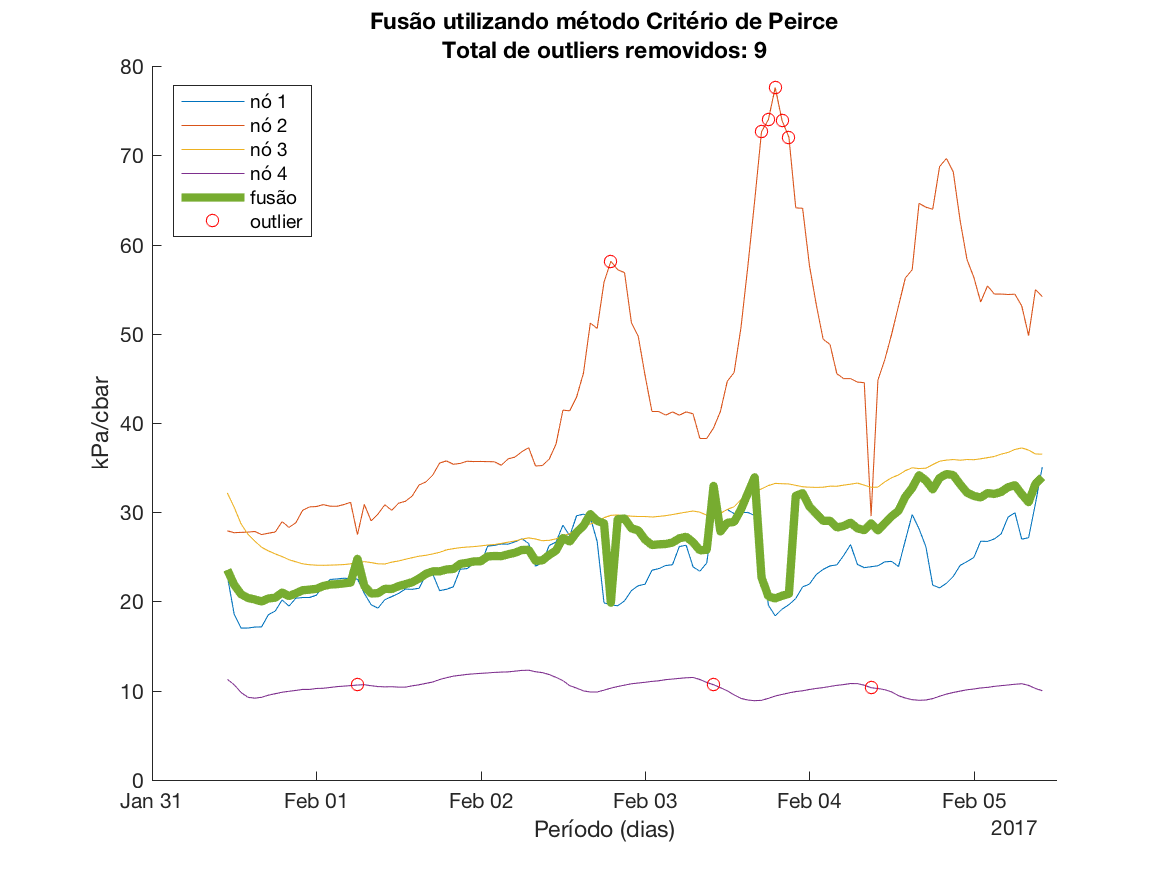 Fusão utilizando método Critério de Peirce
Total de outliers removidos: 9
80
70
60
50
40
30
20
10
0
kPa/cbar
nó 1
nó 2
nó 3
nó 4
fusão
outlier
Jan 31
Feb 01
Feb 02
Feb 03
Feb 04
Feb 05
Período (dias)
2017